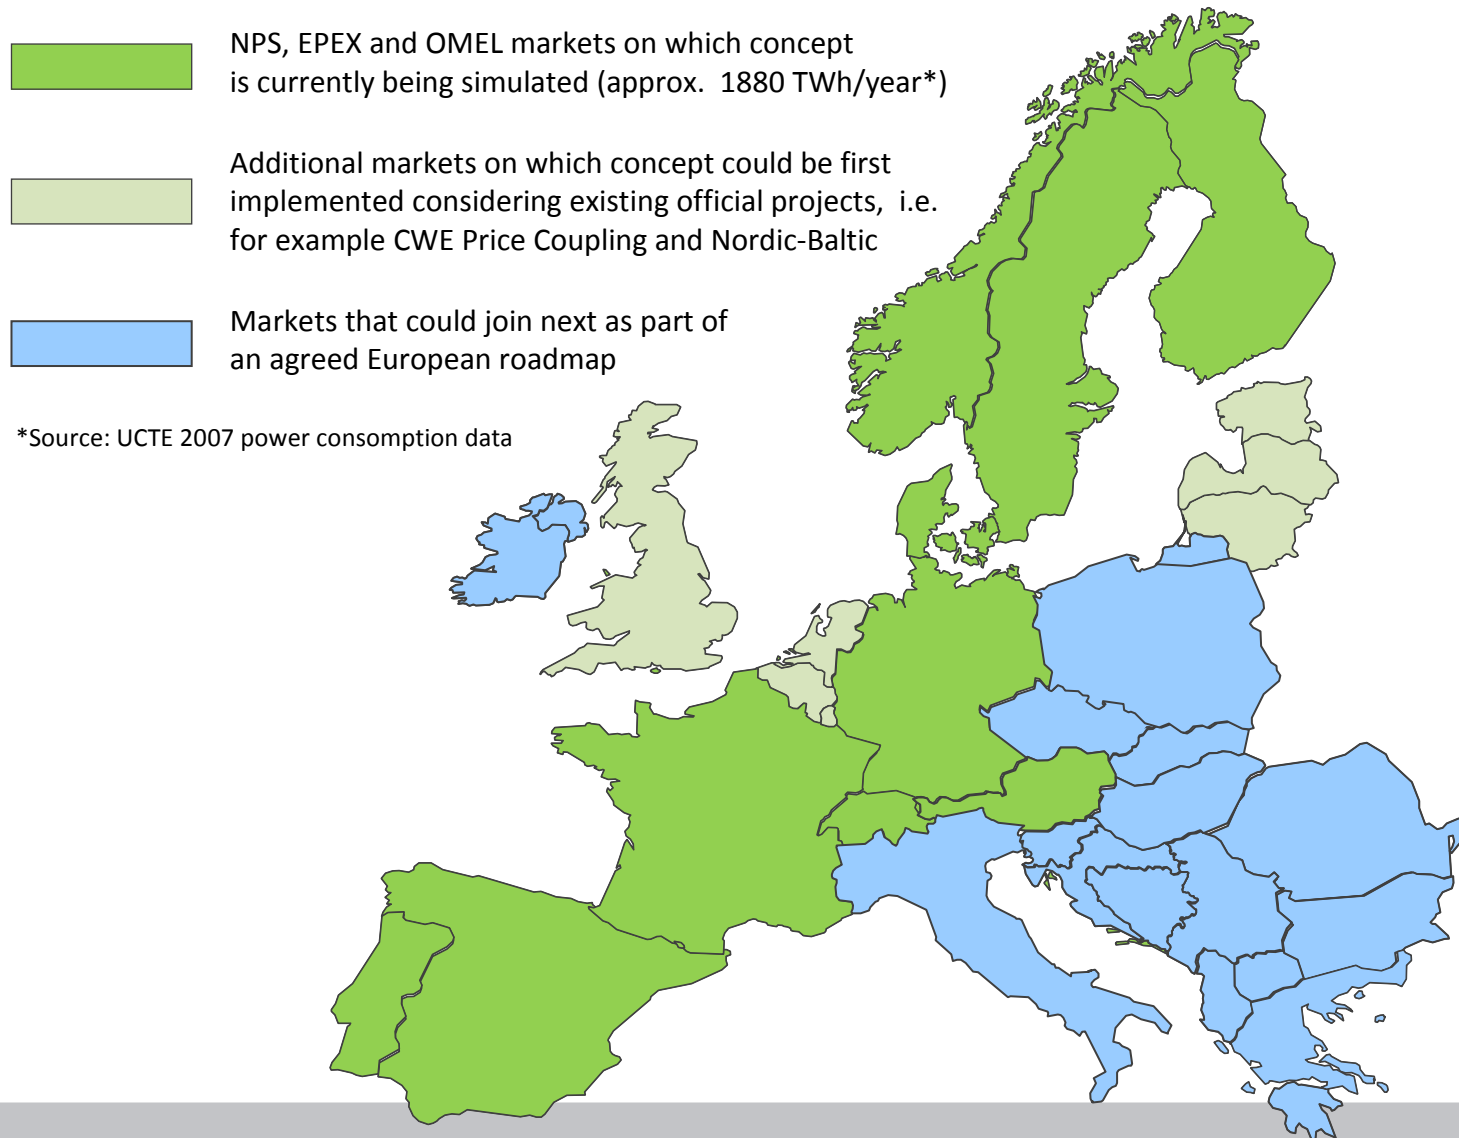 NPS, EPEX and OMEL markets on which concept
is currently being simulated (approx. 1880 TWh/year*)
Additional markets on which concept could be first
implemented considering existing official projects, i.e.
for example CWE Price Coupling and Nordic-Baltic
Markets that could join next as part of
an agreed European roadmap
*Source: UCTE 2007 power consomption data